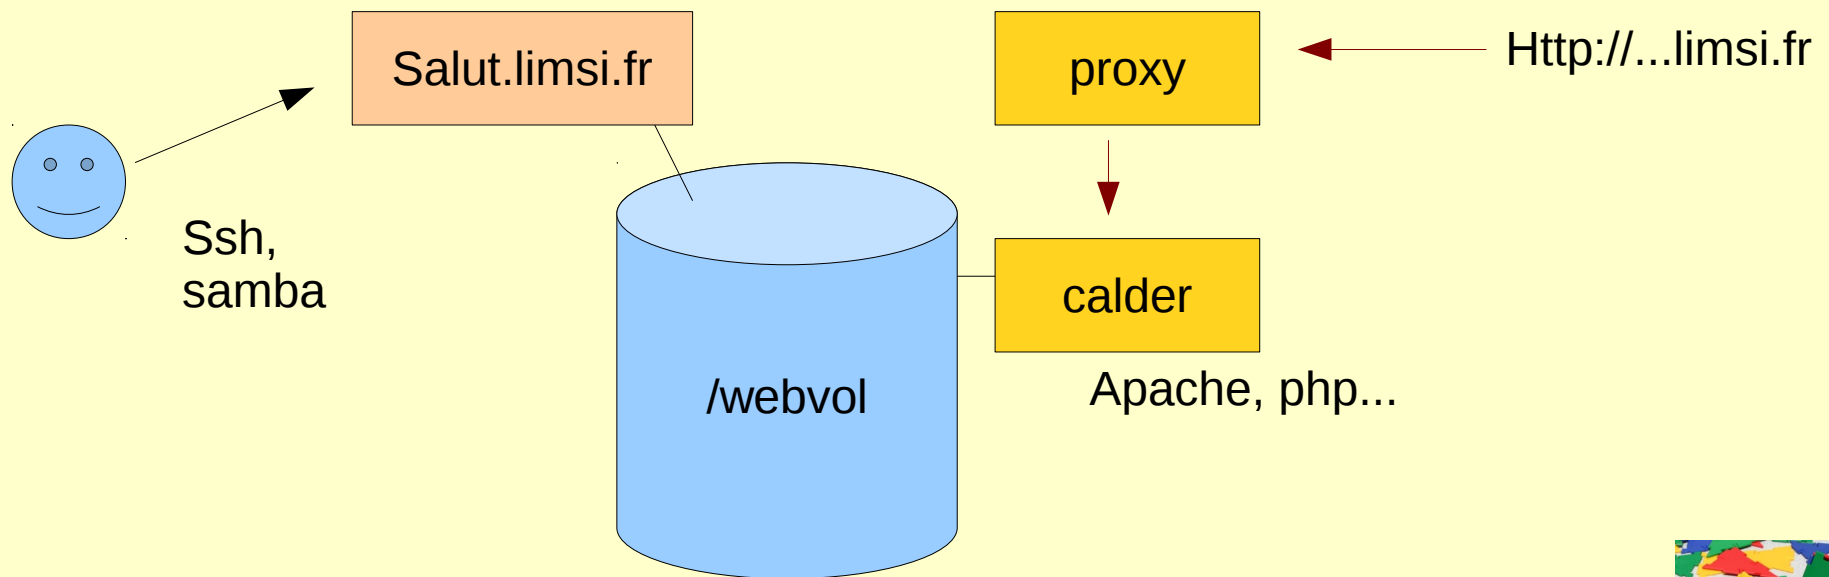 Salut.limsi.fr
proxy
Http://...limsi.fr
Ssh,
samba
calder
/webvol
Apache, php...